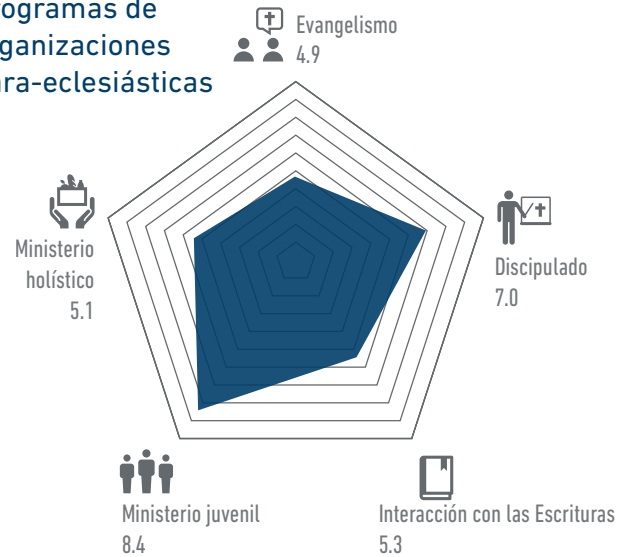 rogramas de
ganizaciones
ra-eclesiásticas
Evangelismo
4.9
Discipulado
7.0
Ministerio
holístico
5.1
Ministerio juvenil
8.4
Interacción con las Escrituras
5.3